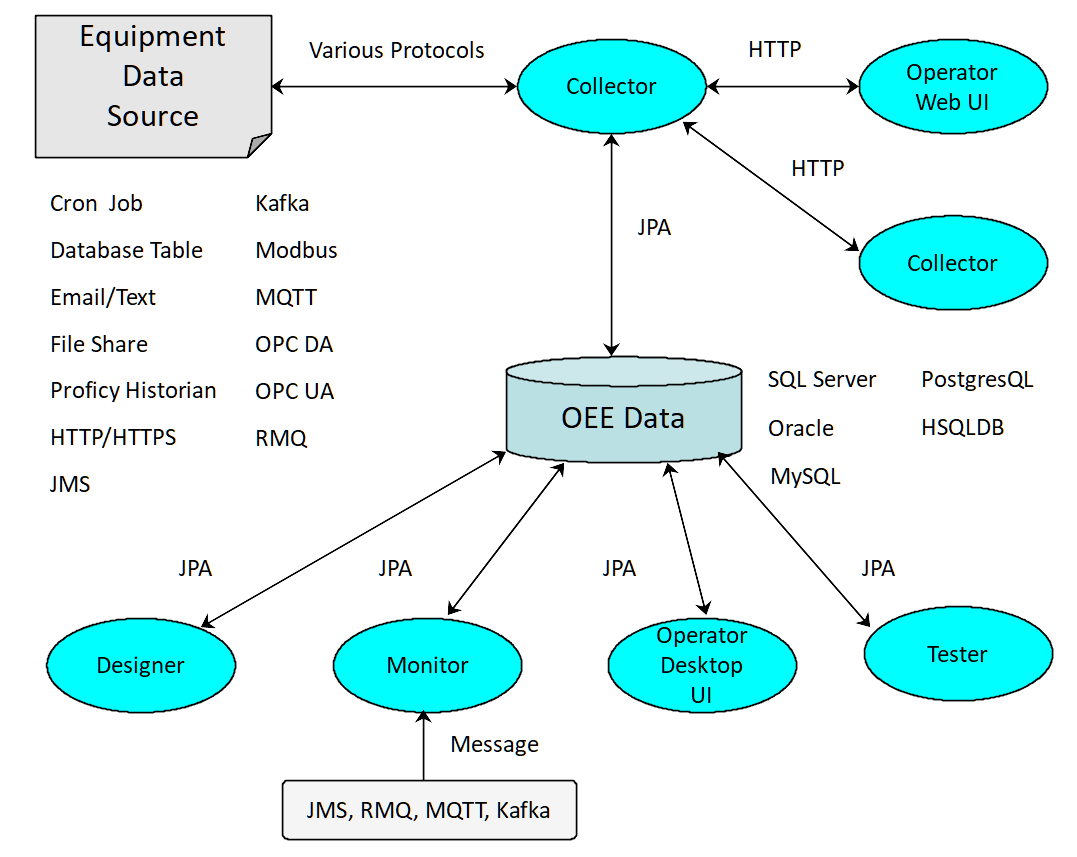 Equipment
Data
Source
Various Protocols
Collector
HTTP
Operator
Web UI
HTTP
Collector
JPA
Cron  Job
Kafka
Database Table
Modbus
Email/Text
MQTT
File Share
OPC DA
Proficy Historian
OPC UA
HTTP/HTTPS
RMQ
JMS
OEE Data
SQL Server
PostgresQL
Oracle
HSQLDB
MySQL
JPA
JPA
JPA
JPA
Designer
Monitor
Operator
Desktop
UI
Tester
Message
JMS, RMQ, MQTT, Kafka